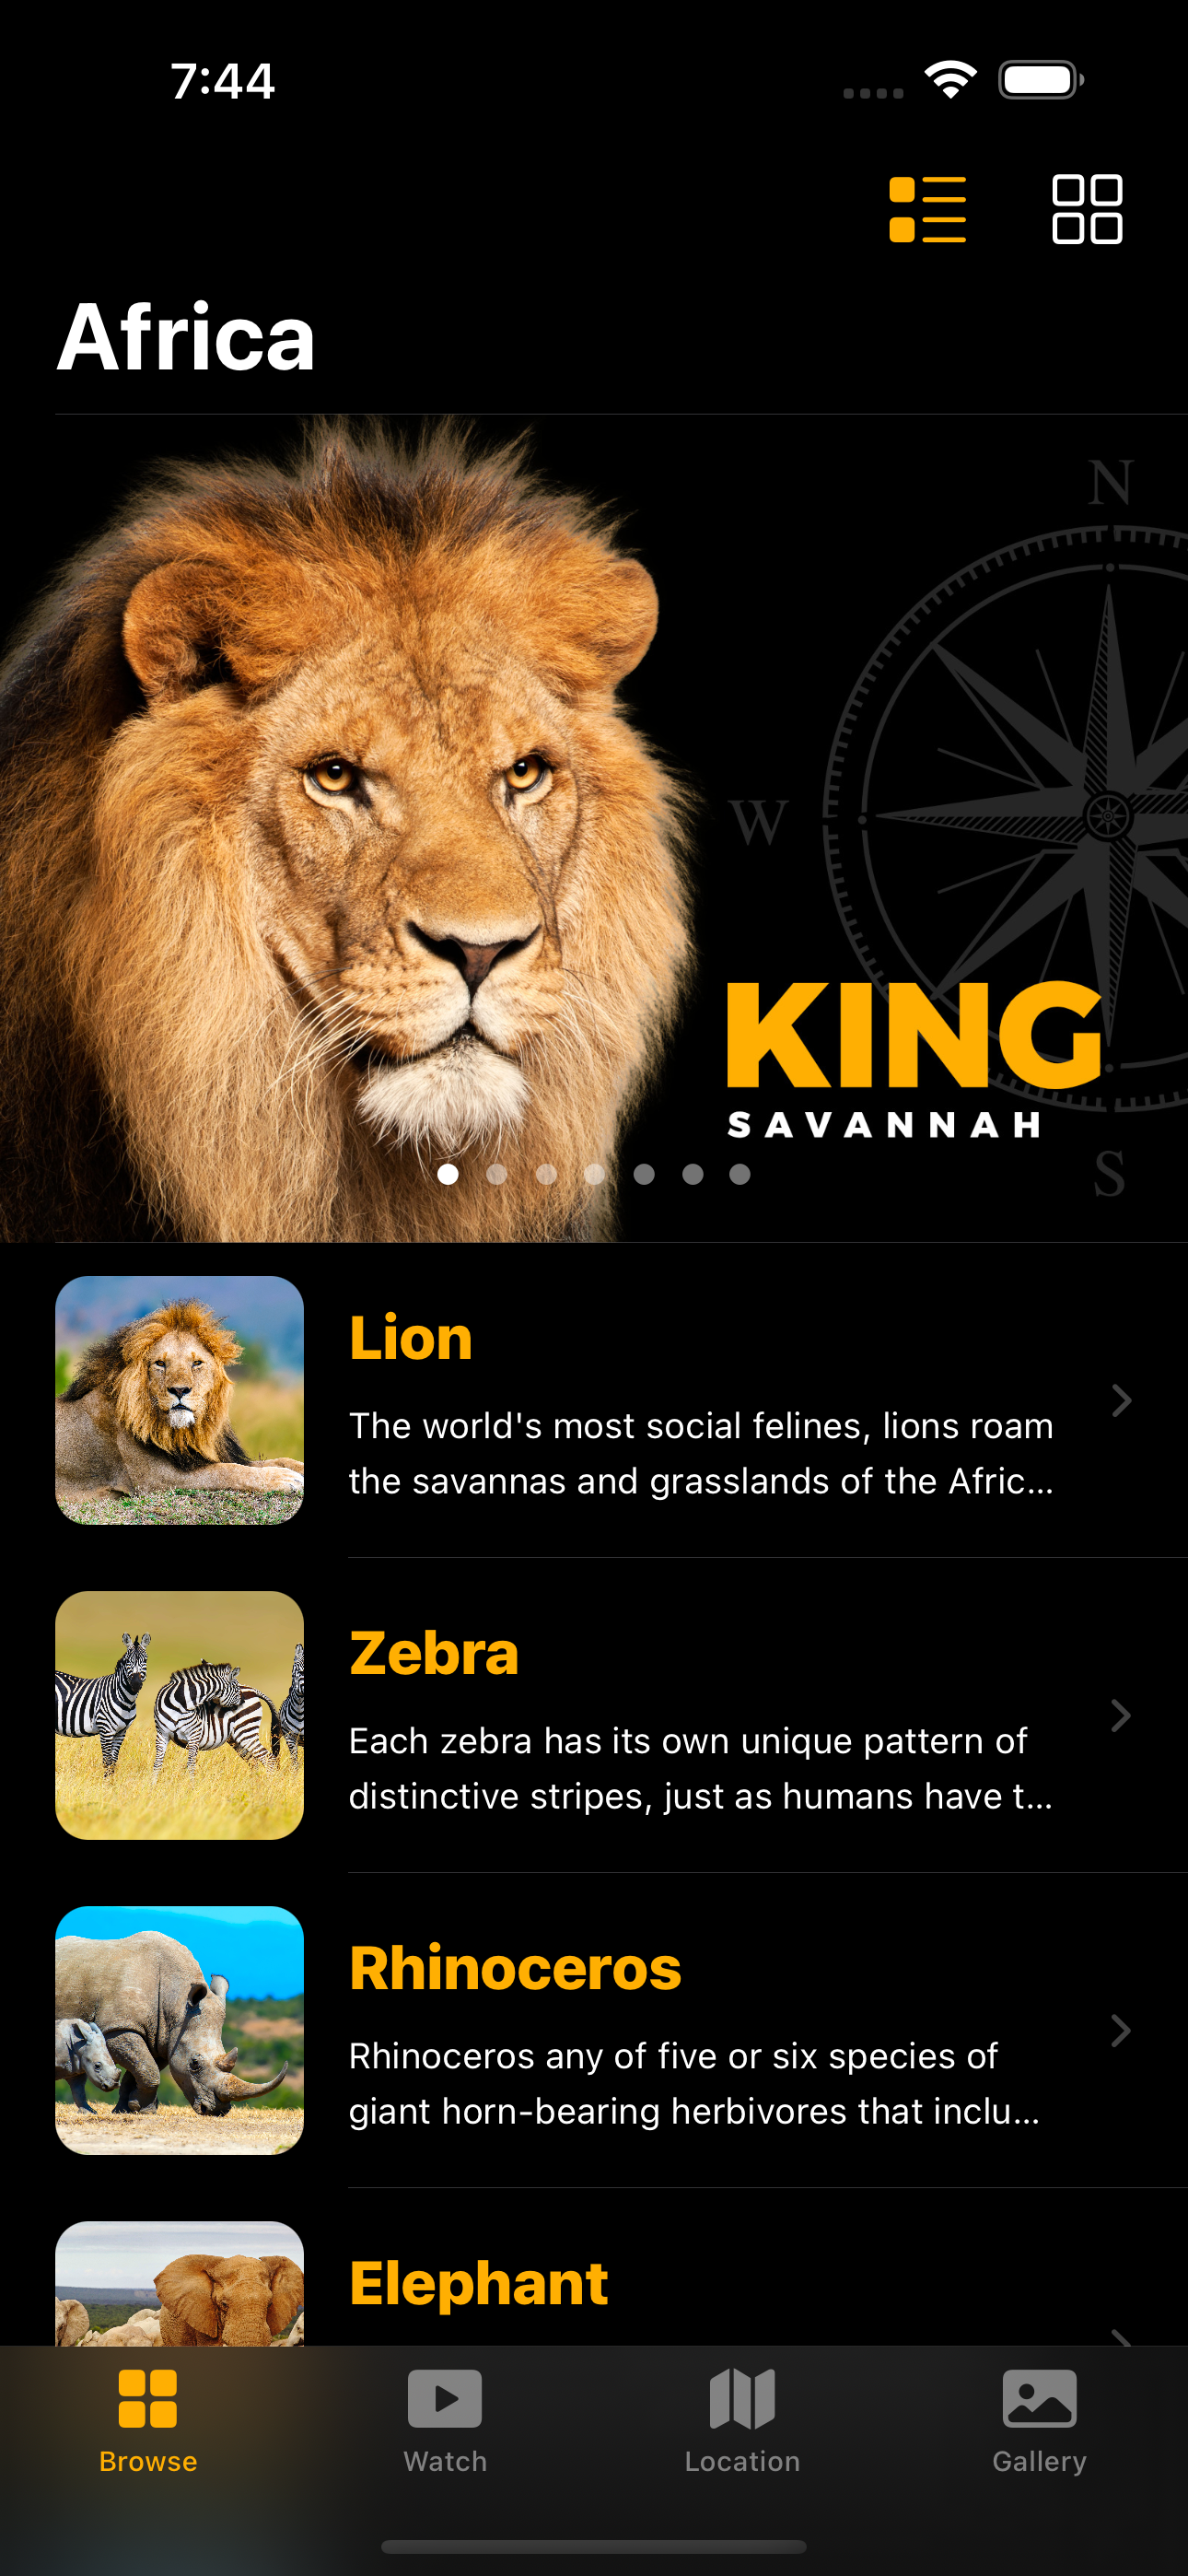 7:44
Africa
N
W
KING
SAVANNAH
S
Lion
The world's most social felines, lions roam
the savannas and grasslands of the Afric...
Zebra
Each zebra has its own unique pattern of
distinctive stripes, just as humans have t...
Rhinoceros
Rhinoceros any of five or six species of
giant horn-bearing herbivores that inclu...
Elephant
Browse
Watch
Location
Gallery